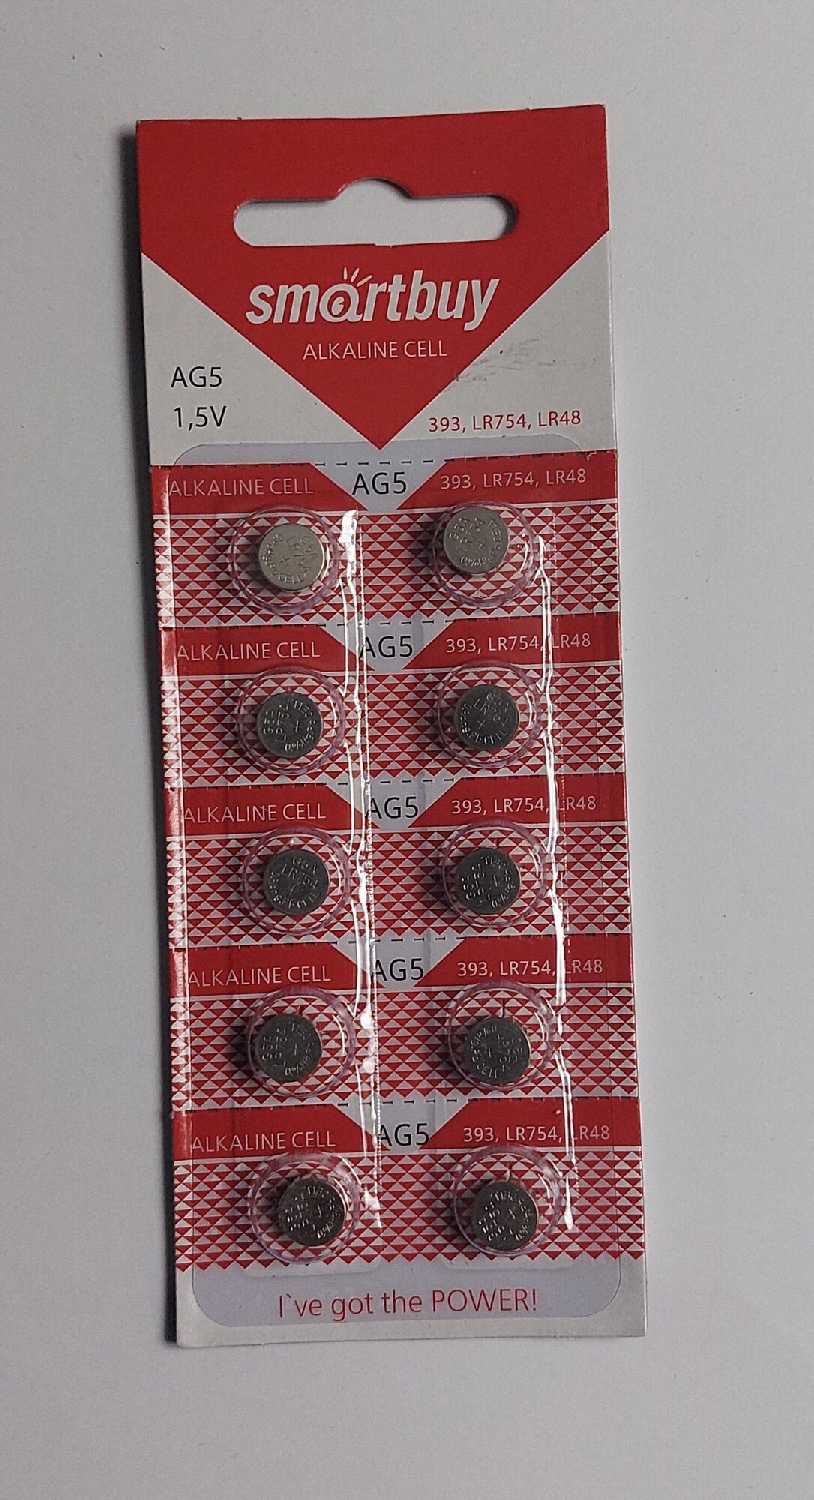 smartbuy
ALKALINE CELL
AG5
1,5V
393, LR754, LR48
ALKALINE CELL AG5 393, LR754, LR48
ALKALINE CELL AG5 393, LR754, LR48
ALKALINE CELL AG5 393, LR754, LR48
ALKALINE CELL AG5 393, LR754, LR48
ALKALINE CELL AG5 393, LR754, LR48
I`ve got the POWER!